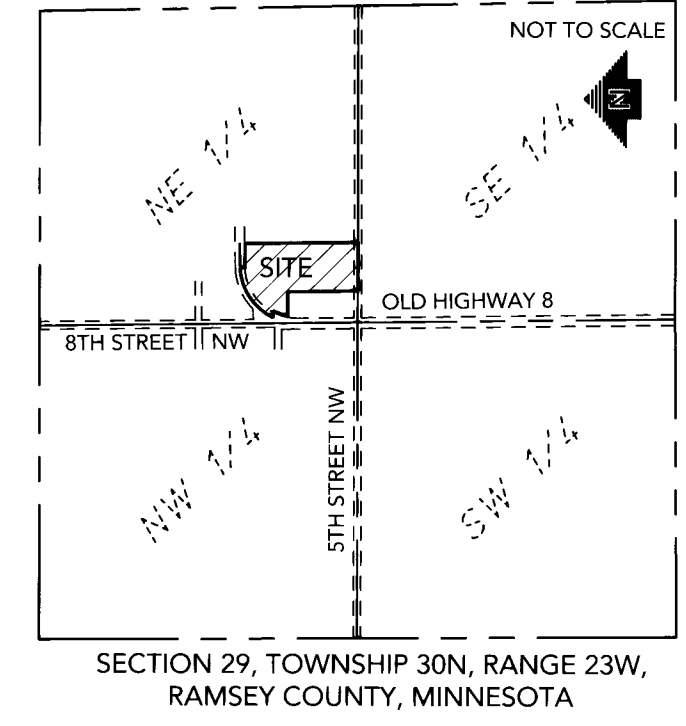 NOT TO SCALE
N
NE 1/4
SE 1/4
SITE
OLD HIGHWAY 8
8TH STREET NW
5TH STREET NW
NW 1/4
SW 1/4
SECTION 29, TOWNSHIP 30N, RANGE 23W,
RAMSEY COUNTY, MINNESOTA